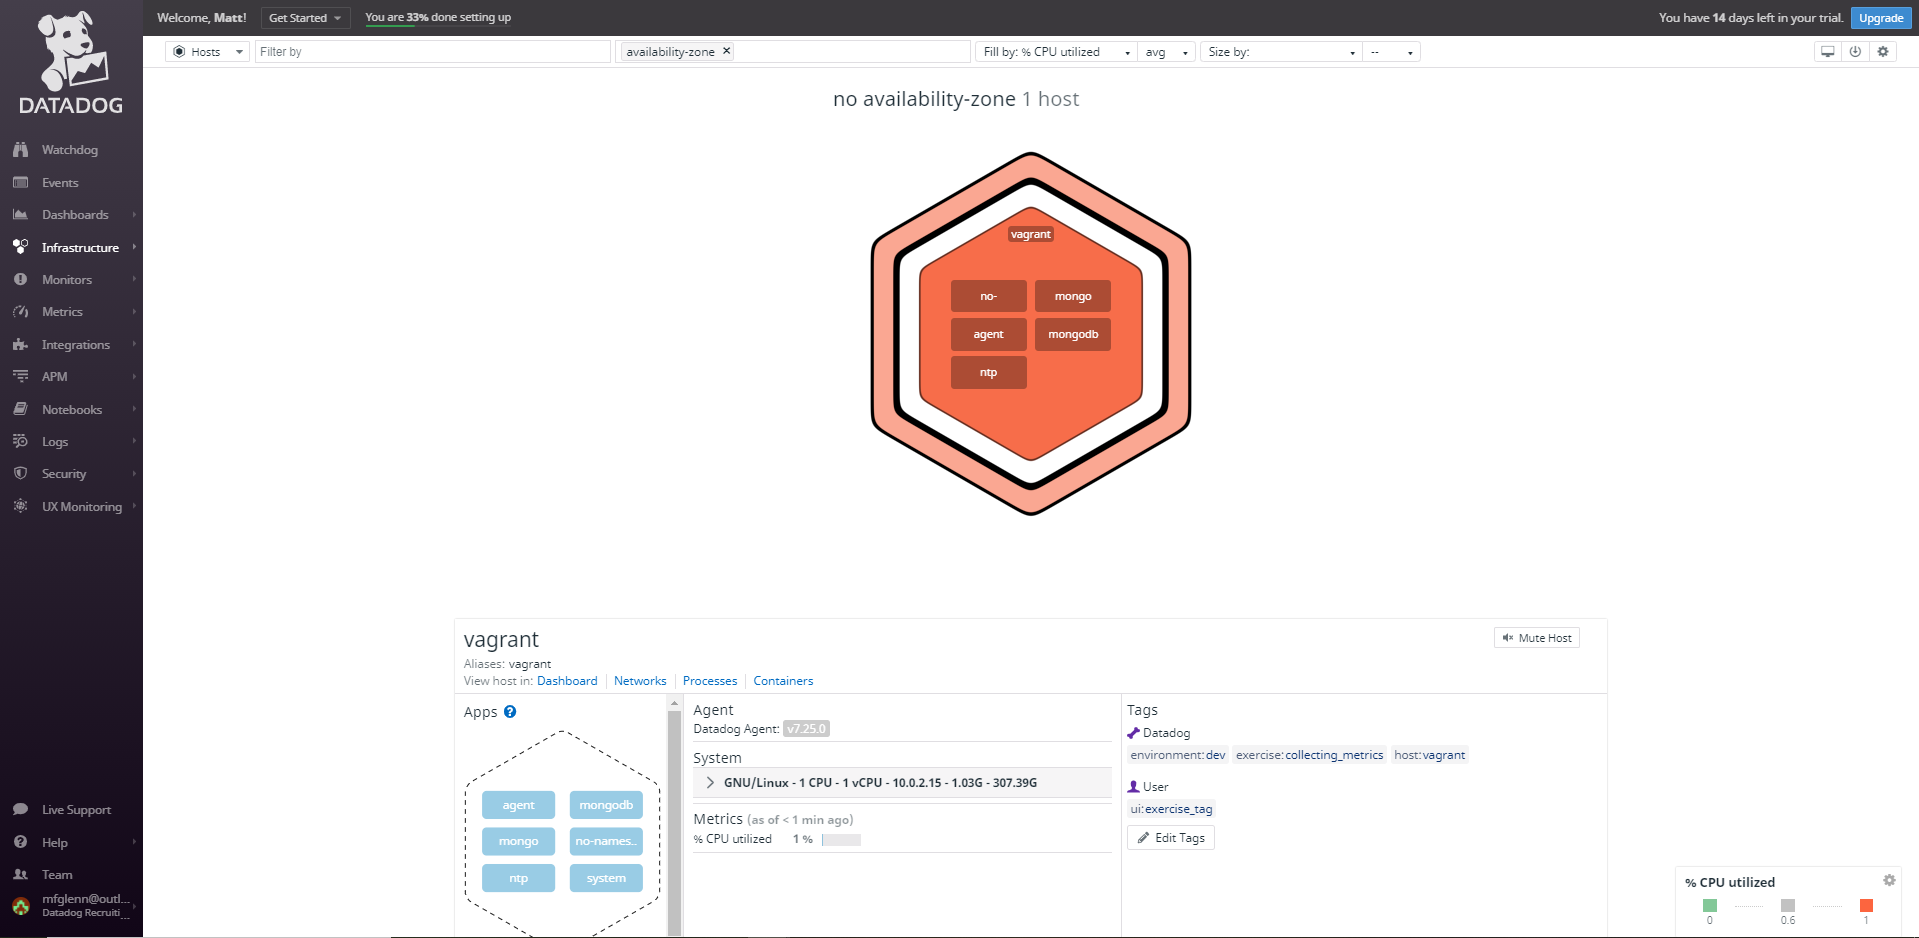 Welcome, Matt!
Get Started
You are 33% done setting up
You have 14 days left in your trial.
Upgrade
DATADOG
Watchdog
Events
Dashboards
Infrastructure
Monitors
Metrics
Integrations
APM
Notebooks
Logs
Security
UX Monitoring
Live Support
Help
Team
mfglenn@outl...
Datadog Recruiti...
Hosts
Filter by
availability-zone ×
Fill by: % CPU utilized
avg
Size by:
--
no availability-zone 1 host
vagrant
no-
mongo
agent
mongodb
ntp
vagrant
Mute Host
Aliases: vagrant
View host in: Dashboard Networks Processes Containers
Apps ?
agent
mongodb
mongo
no-names..
ntp
system
Agent
Datadog Agent: v7.25.0
System
GNU/Linux - 1 CPU - 1 vCPU - 10.0.2.15 - 1.03G - 307.39G
Metrics (as of < 1 min ago)
% CPU utilized 1 %
Tags
Datadog
environment:dev exercise:collecting_metrics host:vagrant
User
ui:exercise_tag
Edit Tags
% CPU utilized
0 0.6 1